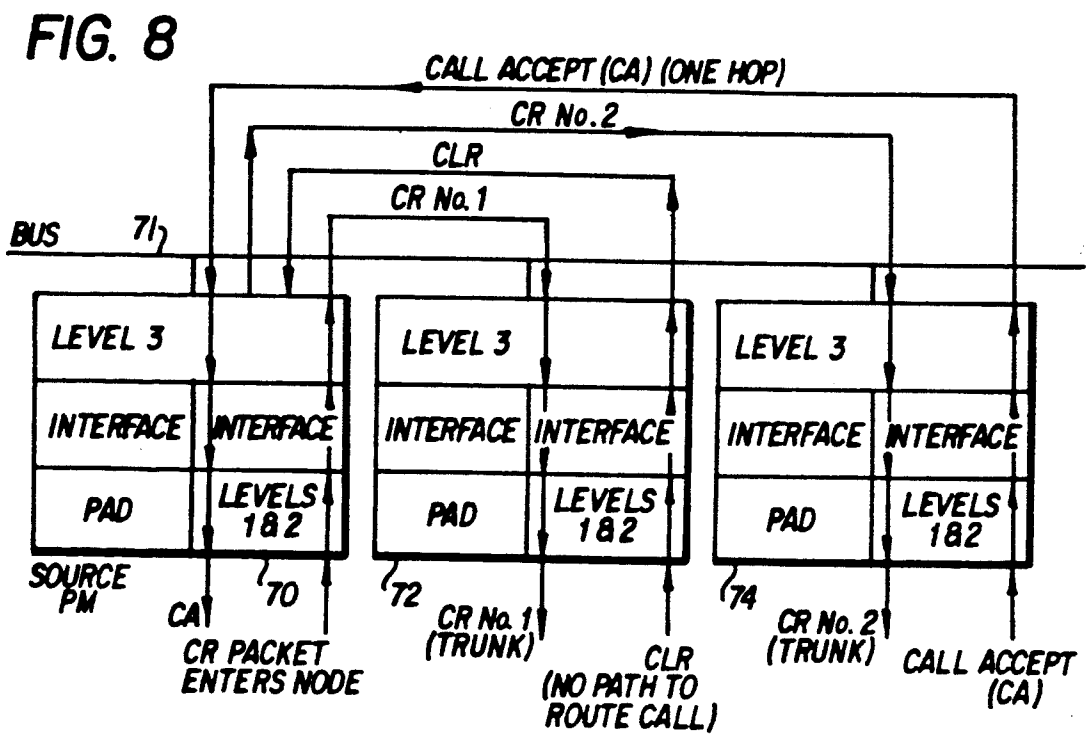 FIG. 8
CALL ACCEPT (CA) (ONE HOP)
CR No. 2
CLR
CR No. 1
BUS
71
LEVEL 3
LEVEL 3
LEVEL 3
INTERFACE
INTERFACE
INTERFACE
INTERFACE
INTERFACE
INTERFACE
PAD
LEVELS
1&2
PAD
LEVELS
1&2
PAD
LEVELS
1&2
SOURCE
PM
70
72
74
CA
CR PACKET
ENTERS NODE
CR No. 1
(TRUNK)
CLR
(NO PATH TO
ROUTE CALL)
CR No. 2
(TRUNK)
CALL ACCEPT
(CA)